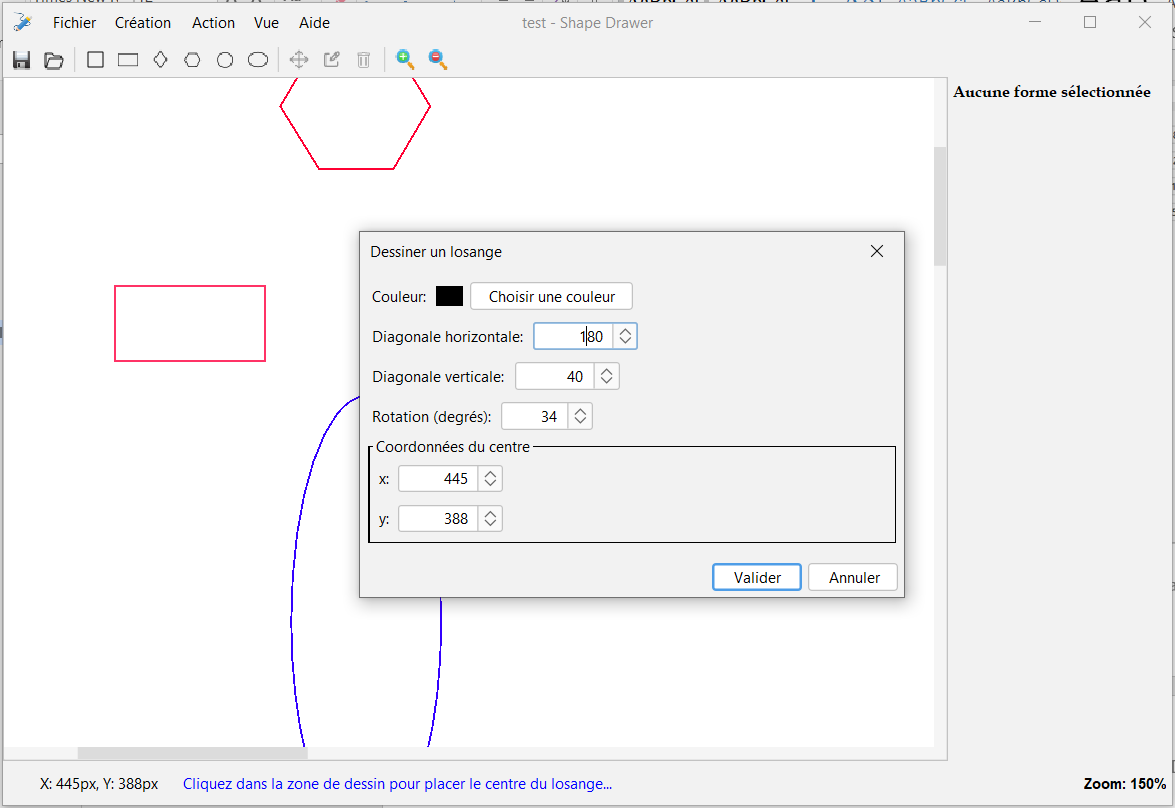 Fichier Création Action Vue Aide test - Shape Drawer
Aucune forme sélectionnée
Dessiner un losange
Couleur: Choisir une couleur
Diagonale horizontale: 180
Diagonale verticale: 40
Rotation (degrés): 34
Coordonnées du centre
x: 445
y: 388
Valider Annuler
X: 445px, Y: 388px Cliquez dans la zone de dessin pour placer le centre du losange... Zoom: 150%